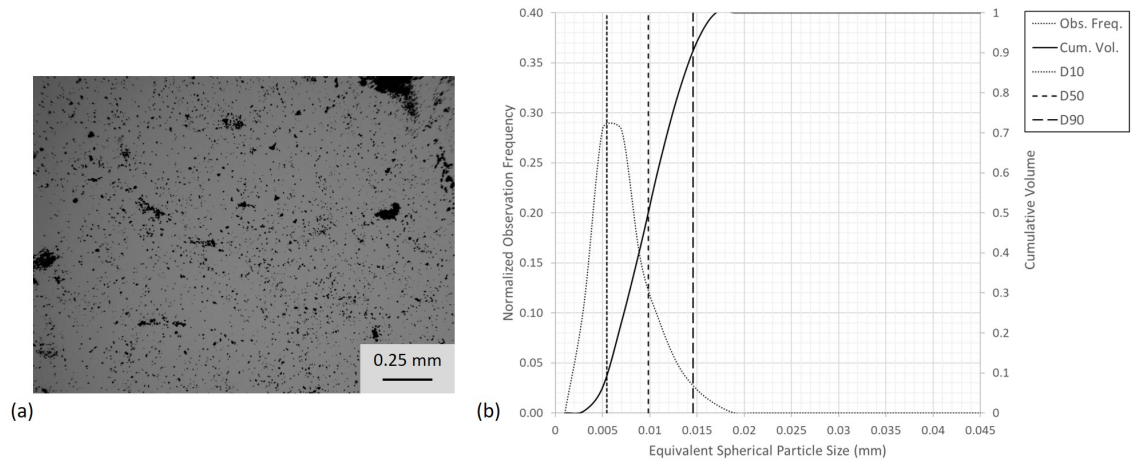 (a)
0.25 mm
(b)
Normalized Observation Frequency
0.40
0.35
0.30
0.25
0.20
0.15
0.10
0.05
0.00
0
0.005
0.01
0.015
0.02
0.025
0.03
0.035
0.04
0.045
Equivalent Spherical Particle Size (mm)
1
0.9
0.8
0.7
0.6
0.5
0.4
0.3
0.2
0.1
0
Cumulative Volume
Obs. Freq.
Cum. Vol.
D10
D50
D90